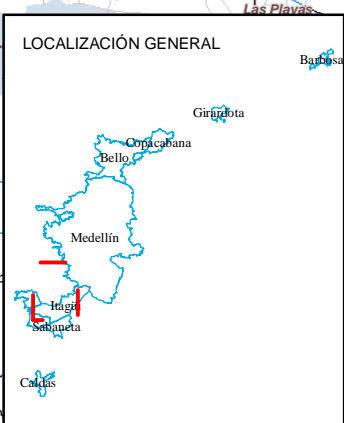 Las Playas
LOCALIZACIÓN GENERAL
Barbosa
Girardota
Copacabana
Bello
Medellín
Itagüí
Sabaneta
Caldas